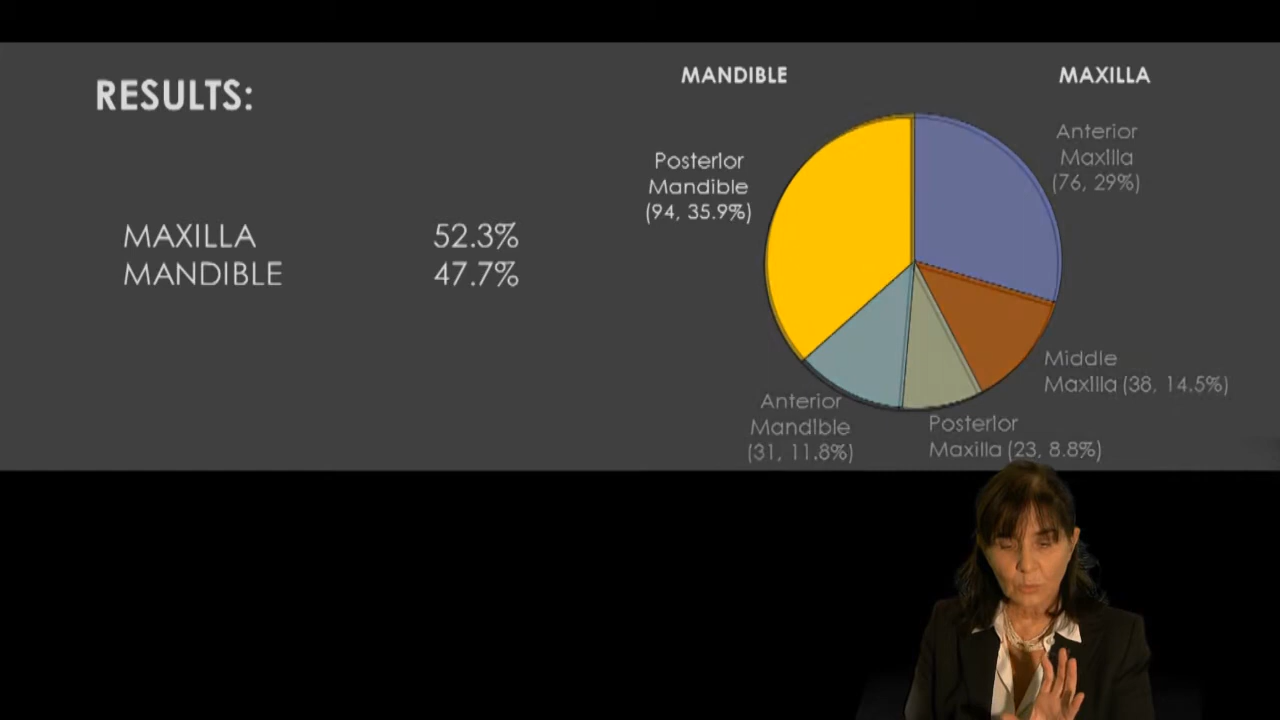 RESULTS:
MAXILLA 52.3%
MANDIBLE 47.7%
MANDIBLE
MAXILLA
Posterior
Mandible
(94, 35.9%)
Anterior
Maxilla
(76, 29%)
Middle
Maxilla (38, 14.5%)
Anterior
Mandible
(31, 11.8%)
Posterior
Maxilla (23, 8.8%)